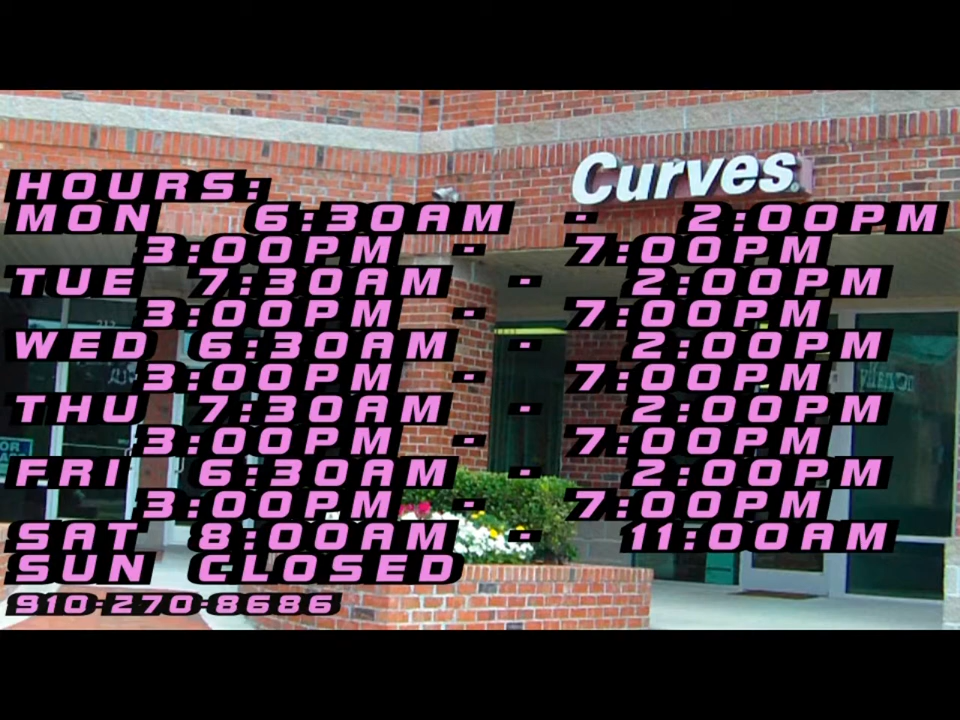 Curves
HOURS:
MON 6:30AM - 2:00PM
3:00PM - 7:00PM
TUE 7:30AM - 2:00PM
3:00PM - 7:00PM
WED 6:30AM - 2:00PM
3:00PM - 7:00PM
THU 7:30AM - 2:00PM
3:00PM - 7:00PM
FRI 6:30AM - 2:00PM
3:00PM - 7:00PM
SAT 8:00AM - 11:00AM
SUN CLOSED
910-270-8686